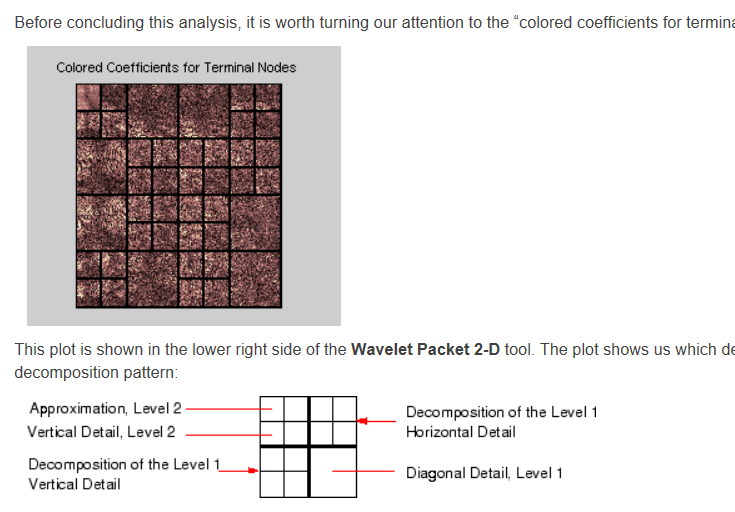 Before concluding this analysis, it is worth turning our attention to the “colored coefficients for
Colored Coefficients for Terminal Nodes
This plot is shown in the lower right side of the Wavelet Packet 2-D tool. The plot shows us which
decomposition pattern:
Approximation, Level 2
Vertical Detail, Level 2
Decomposition of the Level 1
Vertical Detail
Decomposition of the Level 1
Horizontal Detail
Diagonal Detail, Level 1